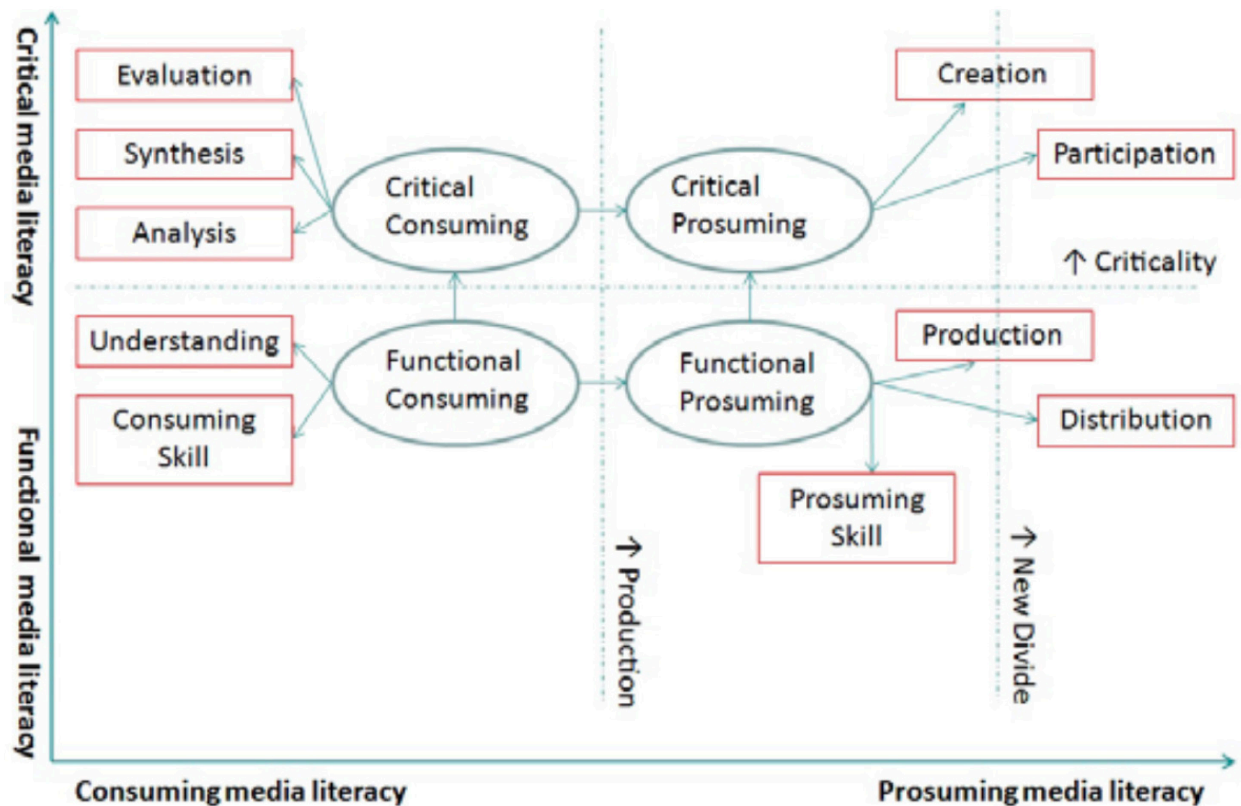 Critical media literacy
Functional media literacy
Evaluation
Synthesis
Analysis
Critical
Consuming
Critical
Prosuming
Creation
Participation
↑ Criticality
Understanding
Consuming
Skill
Functional
Consuming
Functional
Prosuming
Production
Distribution
Prosuming
Skill
↑ Production
↑ New Divide
Consuming media literacy
Prosuming media literacy